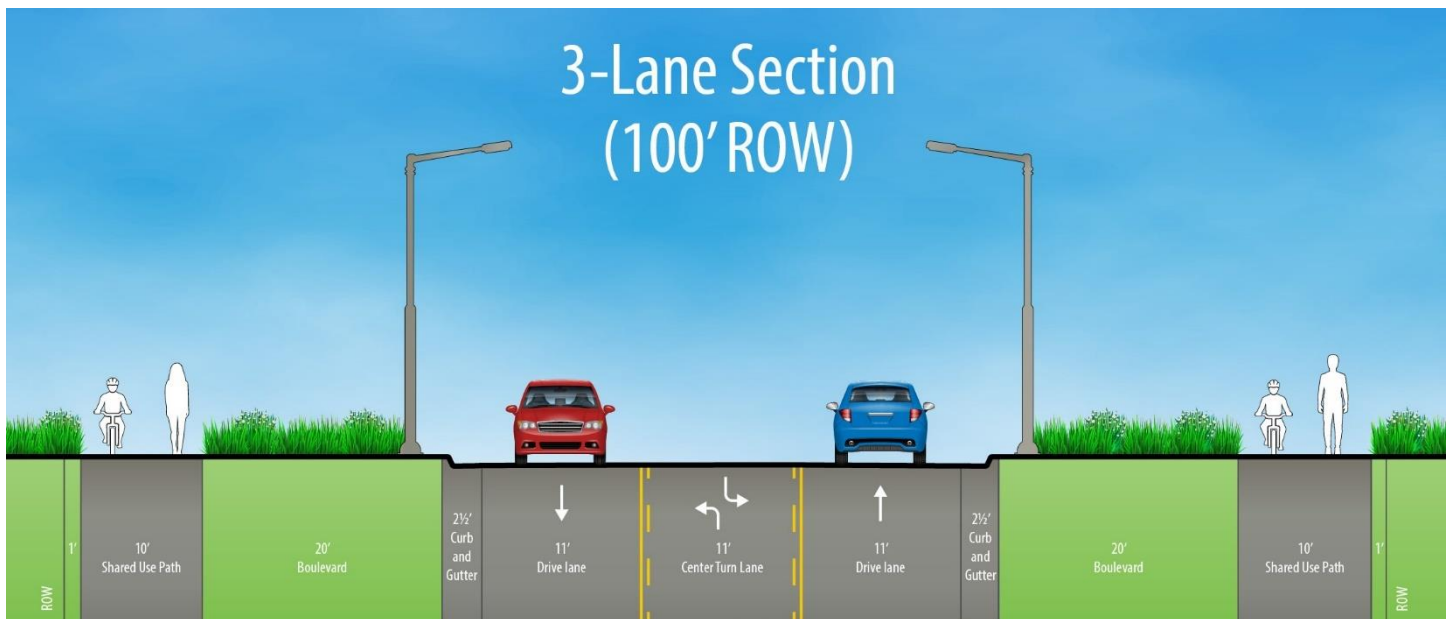 3-Lane Section
(100' ROW)
ROW
1'
10'
Shared Use Path
20'
Boulevard
2½'
Curb
and
Gutter
11'
Drive lane
11'
Center Turn Lane
11'
Drive lane
2½'
Curb
and
Gutter
20'
Boulevard
10'
Shared Use Path
1'
ROW